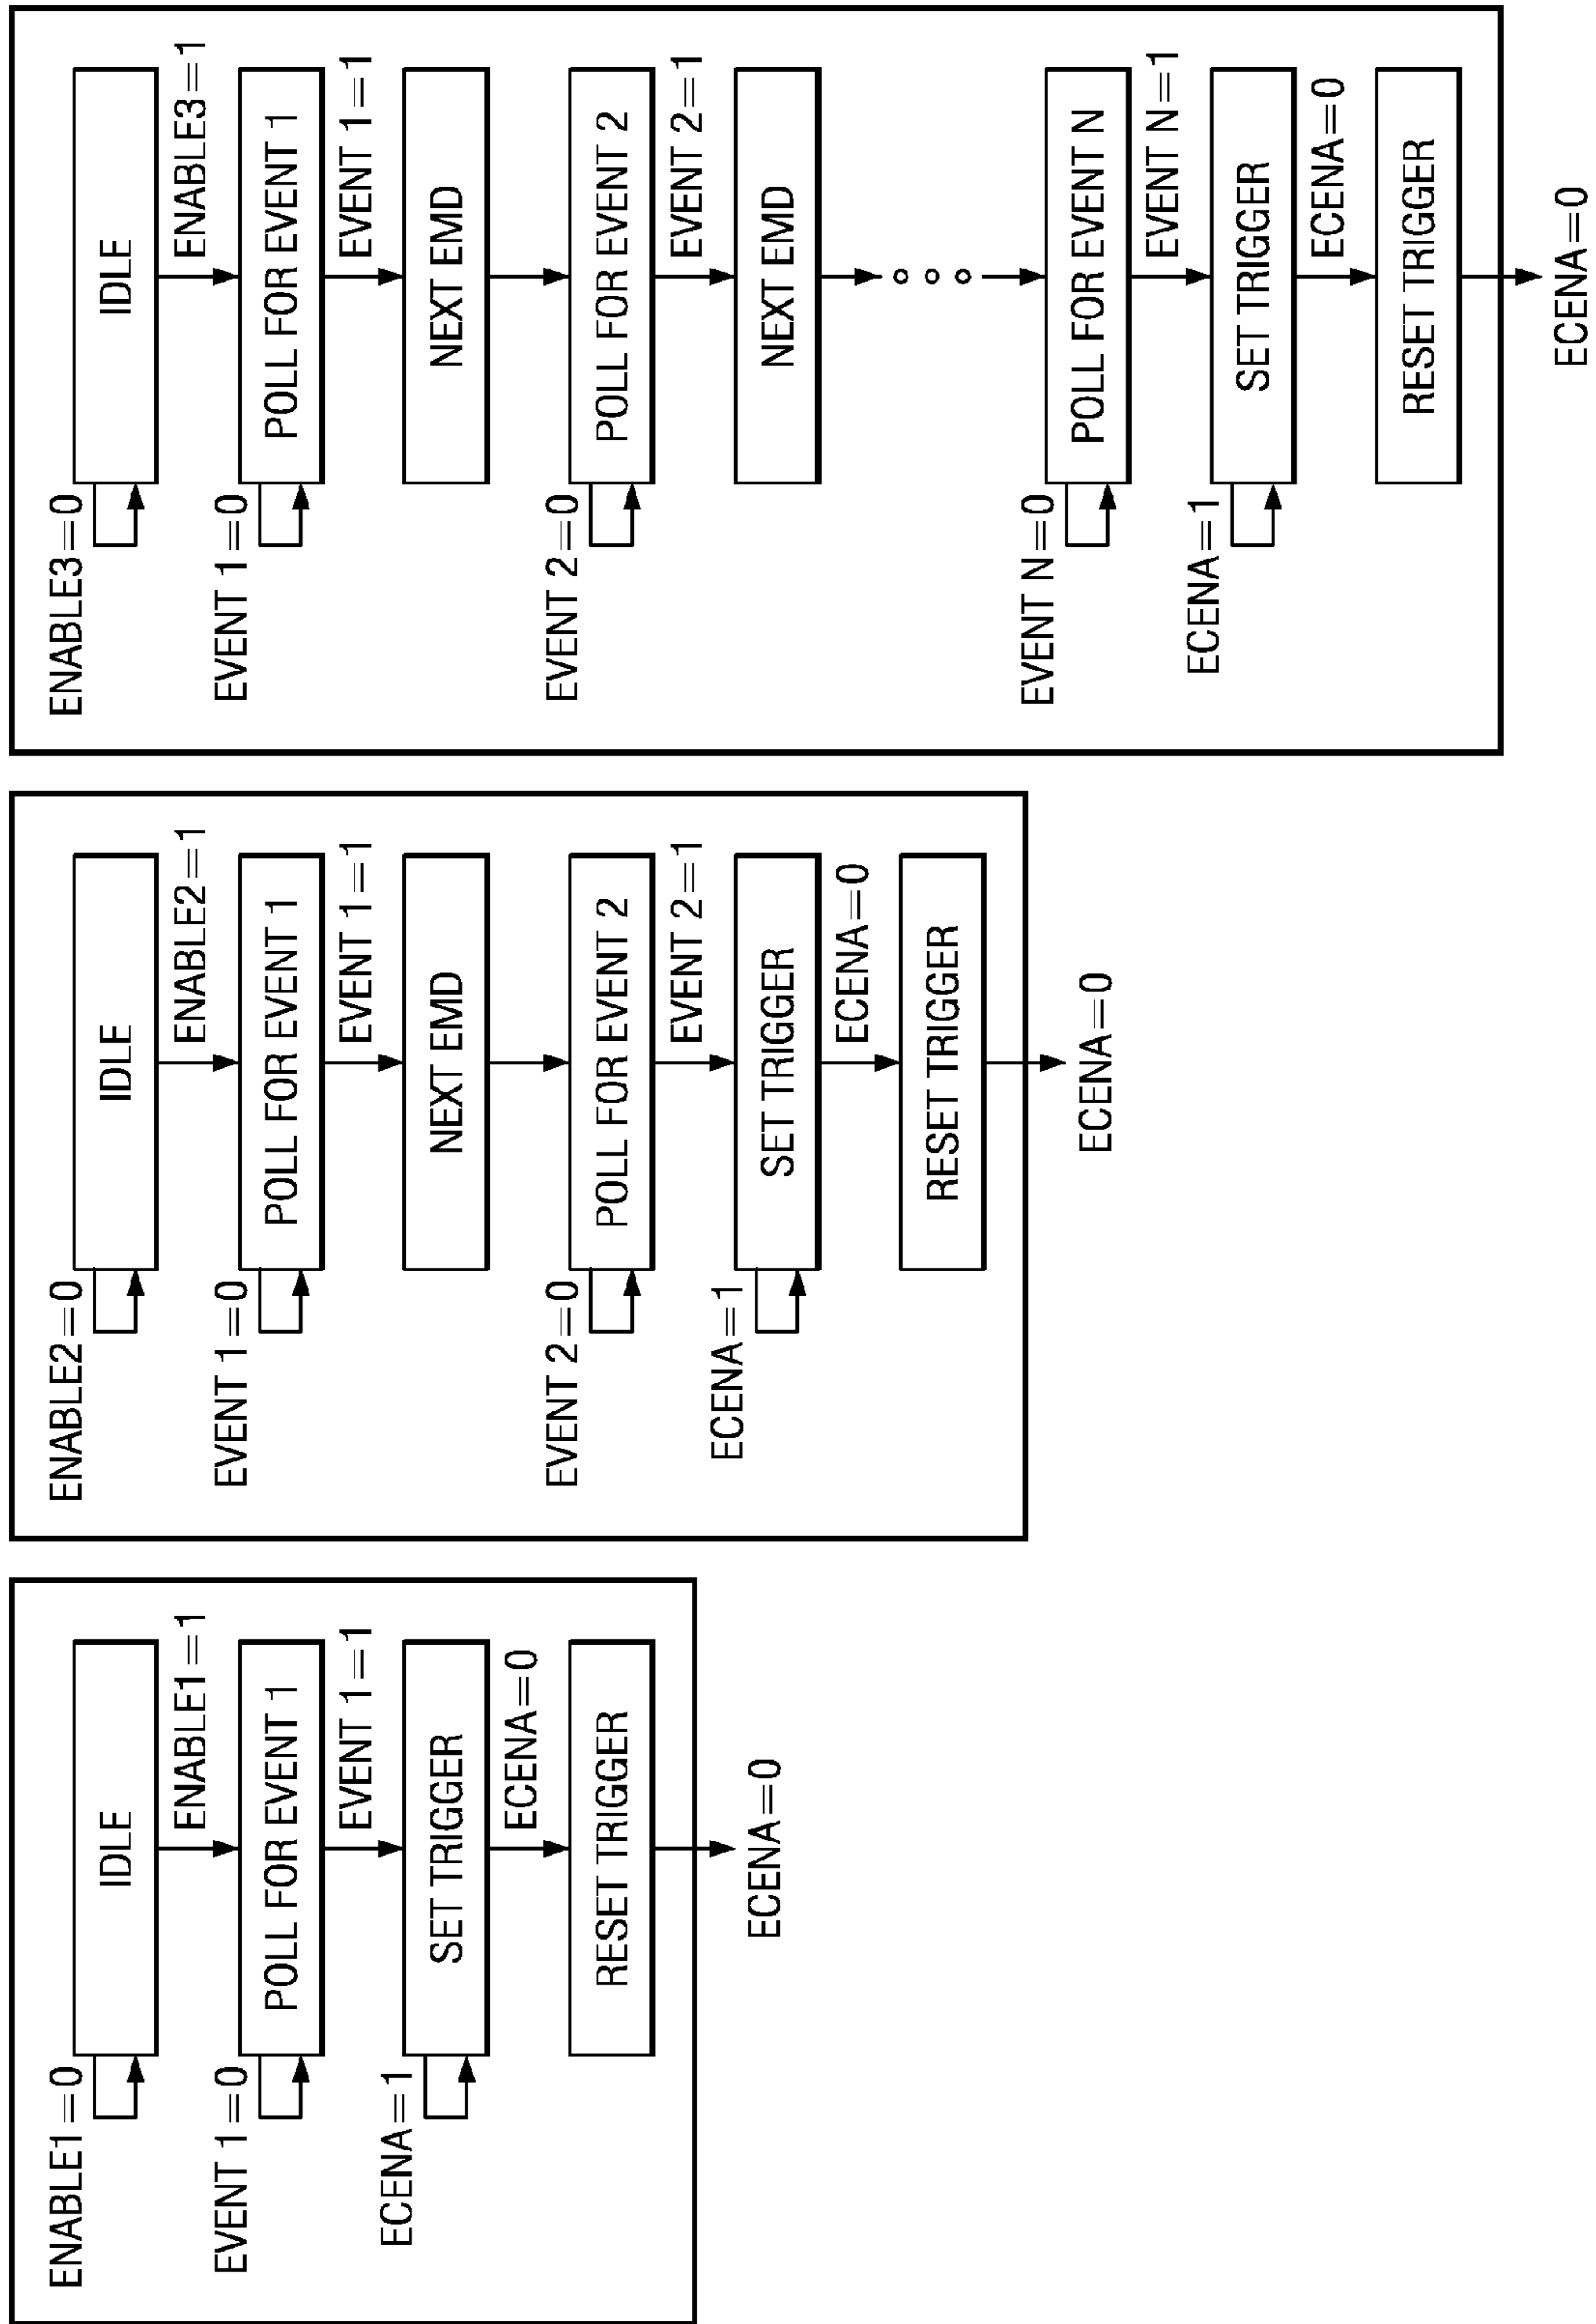 ENABLE1=0
IDLE
ENABLE1=1
EVENT 1=0
POLL FOR EVENT 1
EVENT 1=1
ECENA=1
SET TRIGGER
ECENA=0
RESET TRIGGER
ECENA=0
ENABLE2=0
IDLE
ENABLE2=1
EVENT 1=0
POLL FOR EVENT 1
EVENT 1=1
NEXT EMD
EVENT 2=0
POLL FOR EVENT 2
EVENT 2=1
ECENA=1
SET TRIGGER
ECENA=0
RESET TRIGGER
ECENA=0
ENABLE3=0
IDLE
ENABLE3=1
EVENT 1=0
POLL FOR EVENT 1
EVENT 1=1
NEXT EMD
EVENT 2=0
POLL FOR EVENT 2
EVENT 2=1
NEXT EMD
EVENT N=0
POLL FOR EVENT N
EVENT N=1
ECENA=1
SET TRIGGER
ECENA=0
RESET TRIGGER
ECENA=0